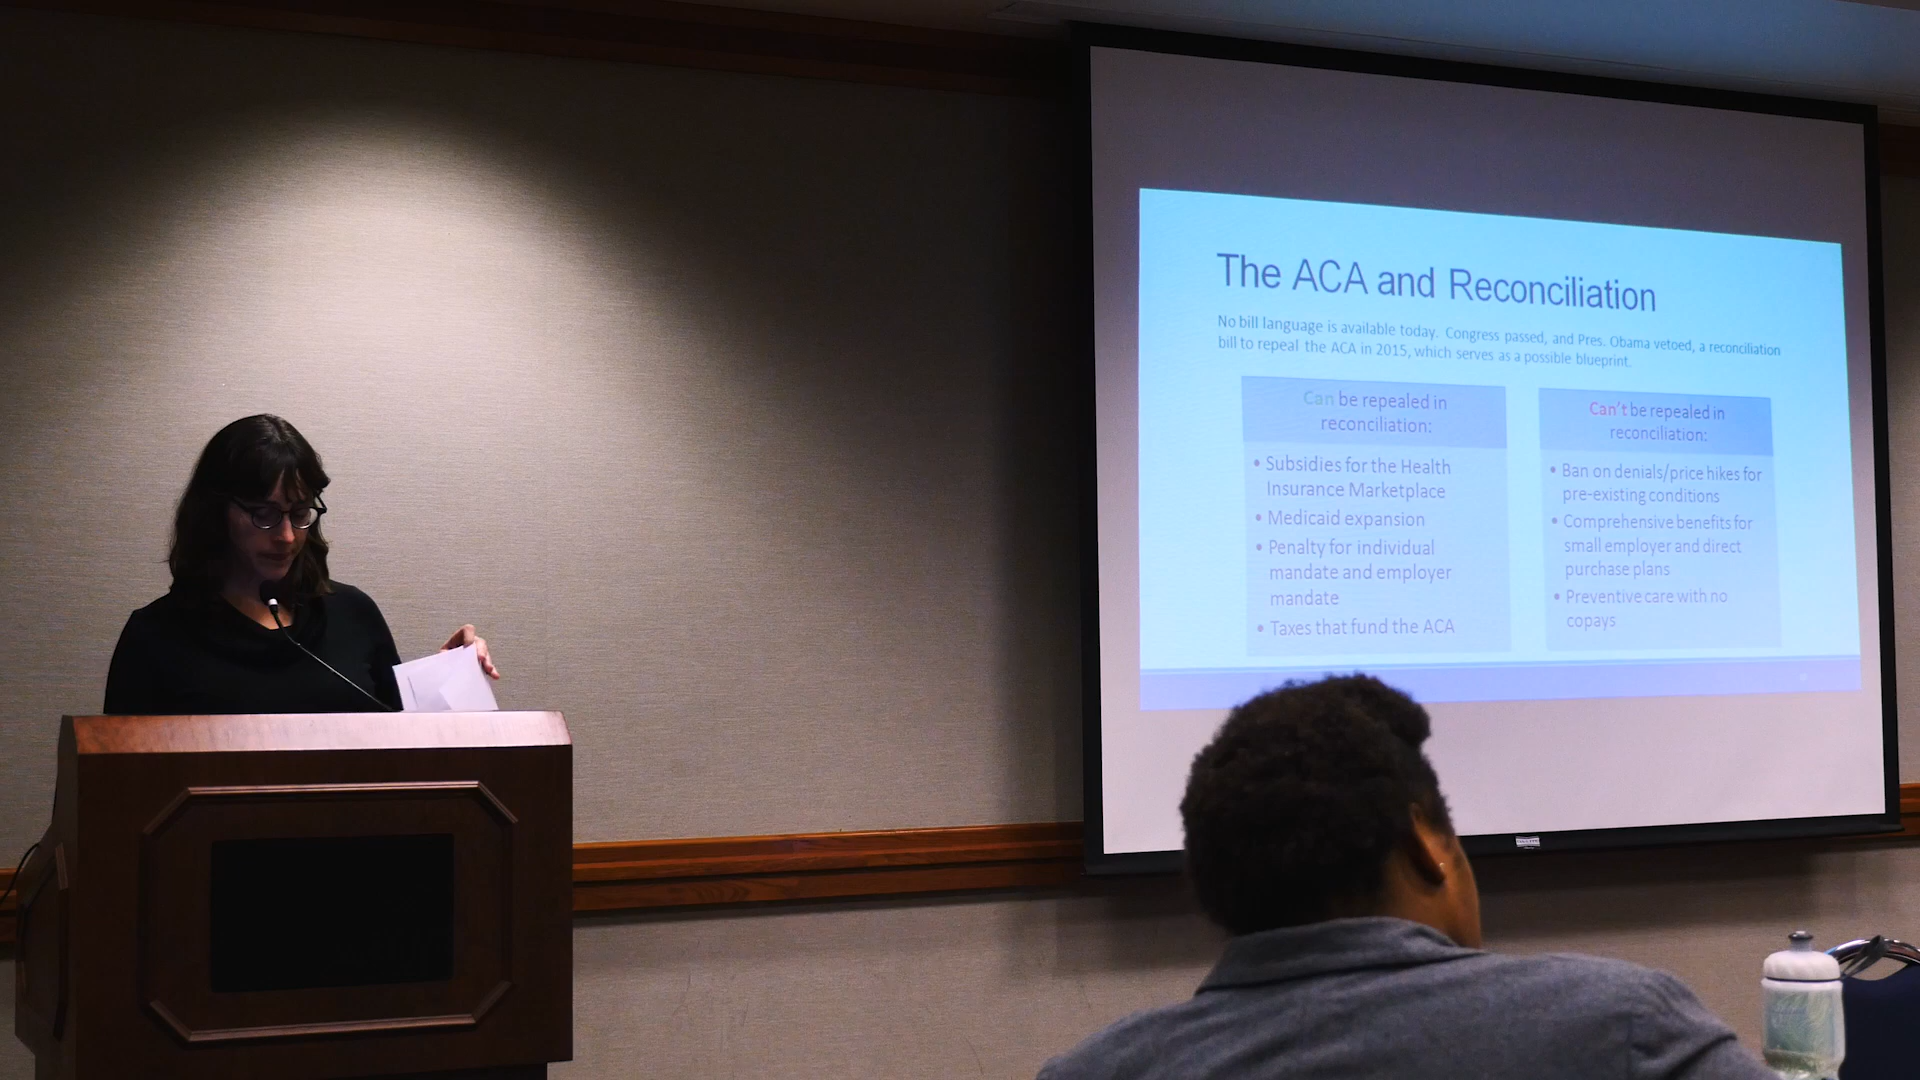 The ACA and Reconciliation
No bill language is available today. Congress passed, and Pres. Obama vetoed, a reconciliation
bill to repeal the ACA in 2015, which serves as a possible blueprint.
Can be repealed in
reconciliation:
• Subsidies for the Health
Insurance Marketplace
• Medicaid expansion
• Penalty for individual
mandate and employer
mandate
• Taxes that fund the ACA
Can't be repealed in
reconciliation:
• Ban on denials/price hikes for
pre-existing conditions
• Comprehensive benefits for
small employer and direct
purchase plans
• Preventive care with no
copays